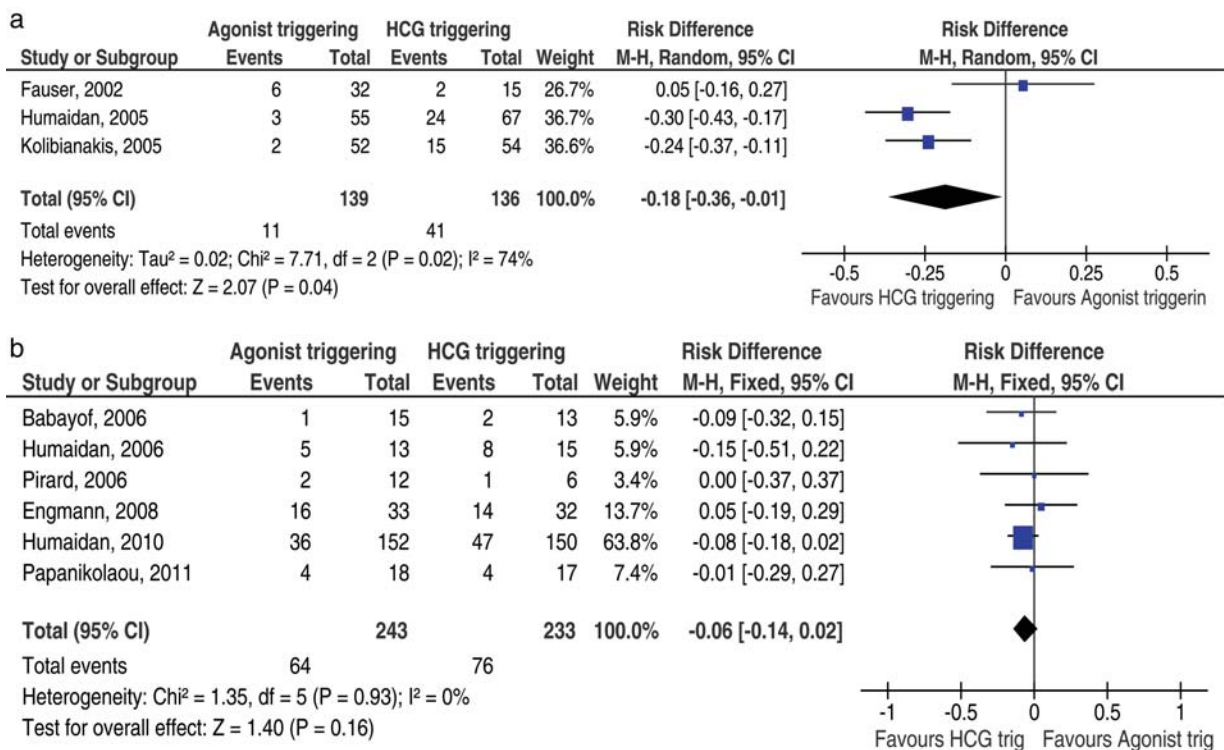 a
Agonist triggering HCG triggering Risk Difference Risk Difference
Study or Subgroup Events Total Events Total Weight M-H, Random, 95% CI M-H, Random, 95% CI
Fauser, 2002 6 32 2 15 26.7% 0.05 [-0.16, 0.27]
Humaidan, 2005 3 55 24 67 36.7% -0.30 [-0.43, -0.17]
Kolibianakis, 2005 2 52 15 54 36.6% -0.24 [-0.37, -0.11]
Total (95% CI) 139 136 100.0% -0.18 [-0.36, -0.01]
Total events 11 41
Heterogeneity: Tau² = 0.02; Chi² = 7.71, df = 2 (P = 0.02); I² = 74%
Test for overall effect: Z = 2.07 (P = 0.04)
-0.5 -0.25 0 0.25 0.5
Favours HCG triggering Favours Agonist triggerin
b
Agonist triggering HCG triggering Risk Difference Risk Difference
Study or Subgroup Events Total Events Total Weight M-H, Fixed, 95% CI M-H, Fixed, 95% CI
Babayof, 2006 1 15 2 13 5.9% -0.09 [-0.32, 0.15]
Humaidan, 2006 5 13 8 15 5.9% -0.15 [-0.51, 0.22]
Pirard, 2006 2 12 1 6 3.4% 0.00 [-0.37, 0.37]
Engmann, 2008 16 33 14 32 13.7% 0.05 [-0.19, 0.29]
Humaidan, 2010 36 152 47 150 63.8% -0.08 [-0.18, 0.02]
Papanikolaou, 2011 4 18 4 17 7.4% -0.01 [-0.29, 0.27]
Total (95% CI) 243 233 100.0% -0.06 [-0.14, 0.02]
Total events 64 76
Heterogeneity: Chi² = 1.35, df = 5 (P = 0.93); I² = 0%
Test for overall effect: Z = 1.40 (P = 0.16)
-1 -0.5 0 0.5 1
Favours HCG trig Favours Agonist trig